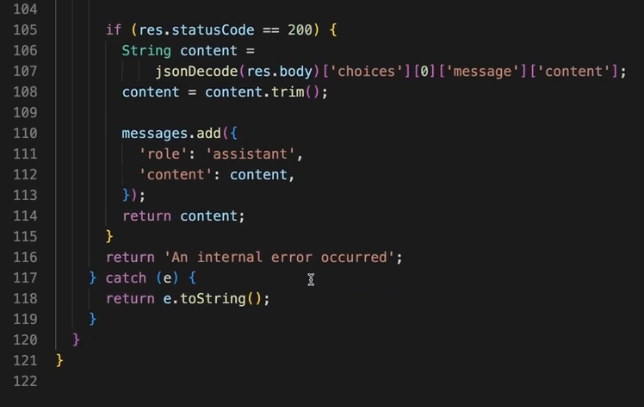 104
105 if (res.statusCode == 200) {
106 String content =
107 jsonDecode(res.body)['choices'][0]['message']['content'];
108 content = content.trim();
109
110 messages.add({
111 'role': 'assistant',
112 'content': content,
113 });
114 return content;
115 }
116 return 'An internal error occurred';
117 } catch (e) {
118 return e.toString();
119 }
120 }
121 }
122